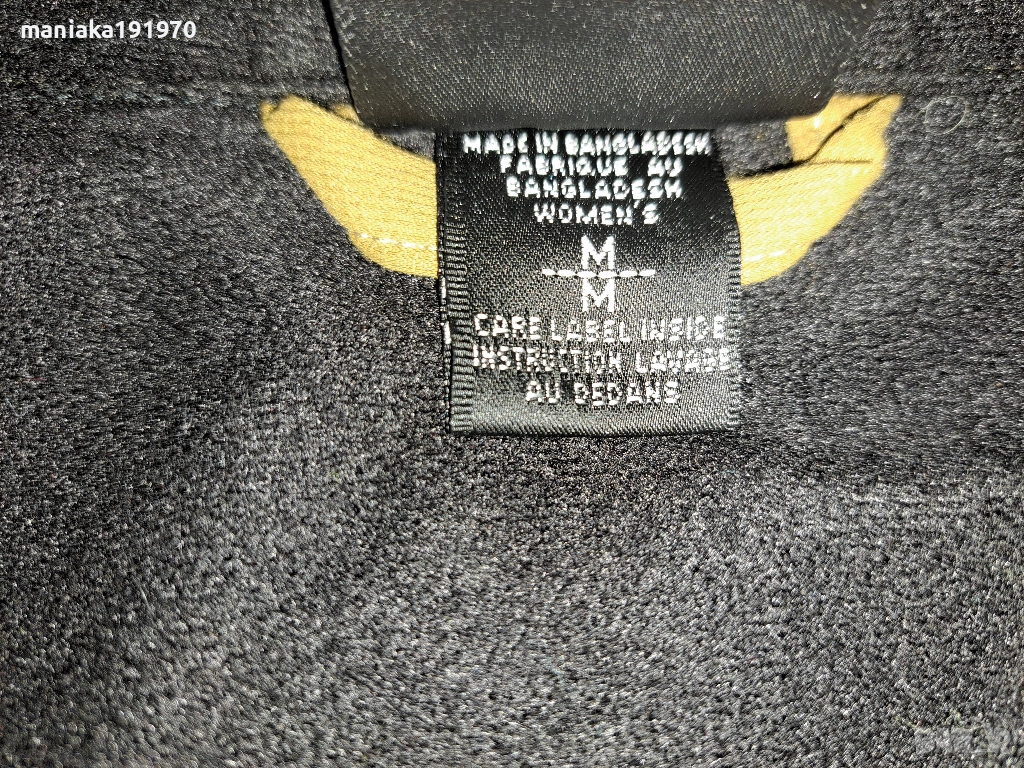 maniaka191970
MADE IN BANGLADESH
FABRIQUE AU
BANGLADESH
WOMEN'S
M
M
CARE LABEL INSIDE
INSTRUCTION LAVAGE
AU DEDANS